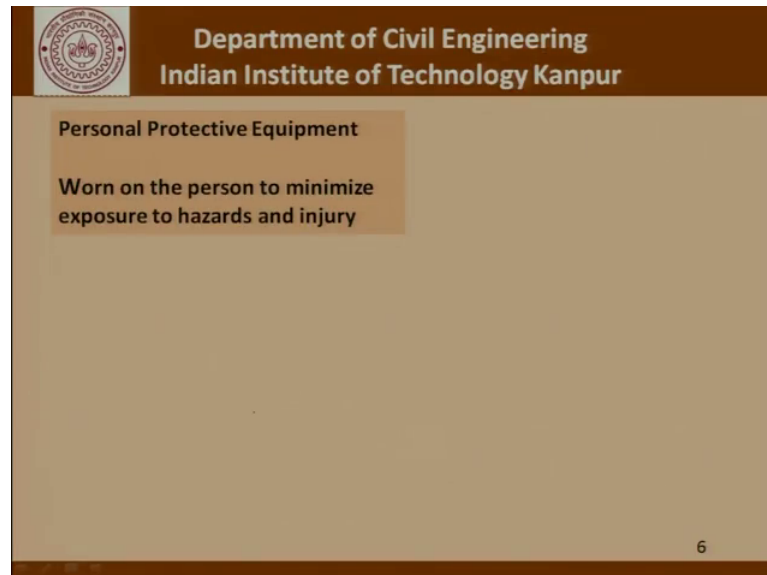 Department of Civil Engineering
Indian Institute of Technology Kanpur
Personal Protective Equipment
Worn on the person to minimize
exposure to hazards and injury
6